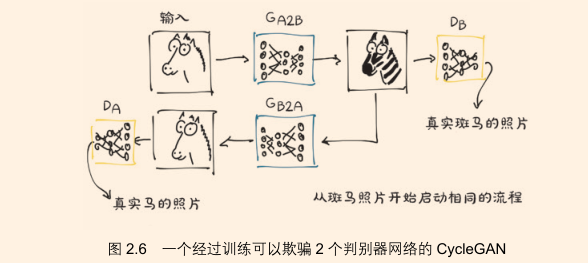 输入
GA2B
DB
真实斑马的照片
DA
GB2A
真实马的照片
从斑马照片开始启动相同的流程
图 2.6 一个经过训练可以欺骗 2 个判别器网络的 CycleGAN